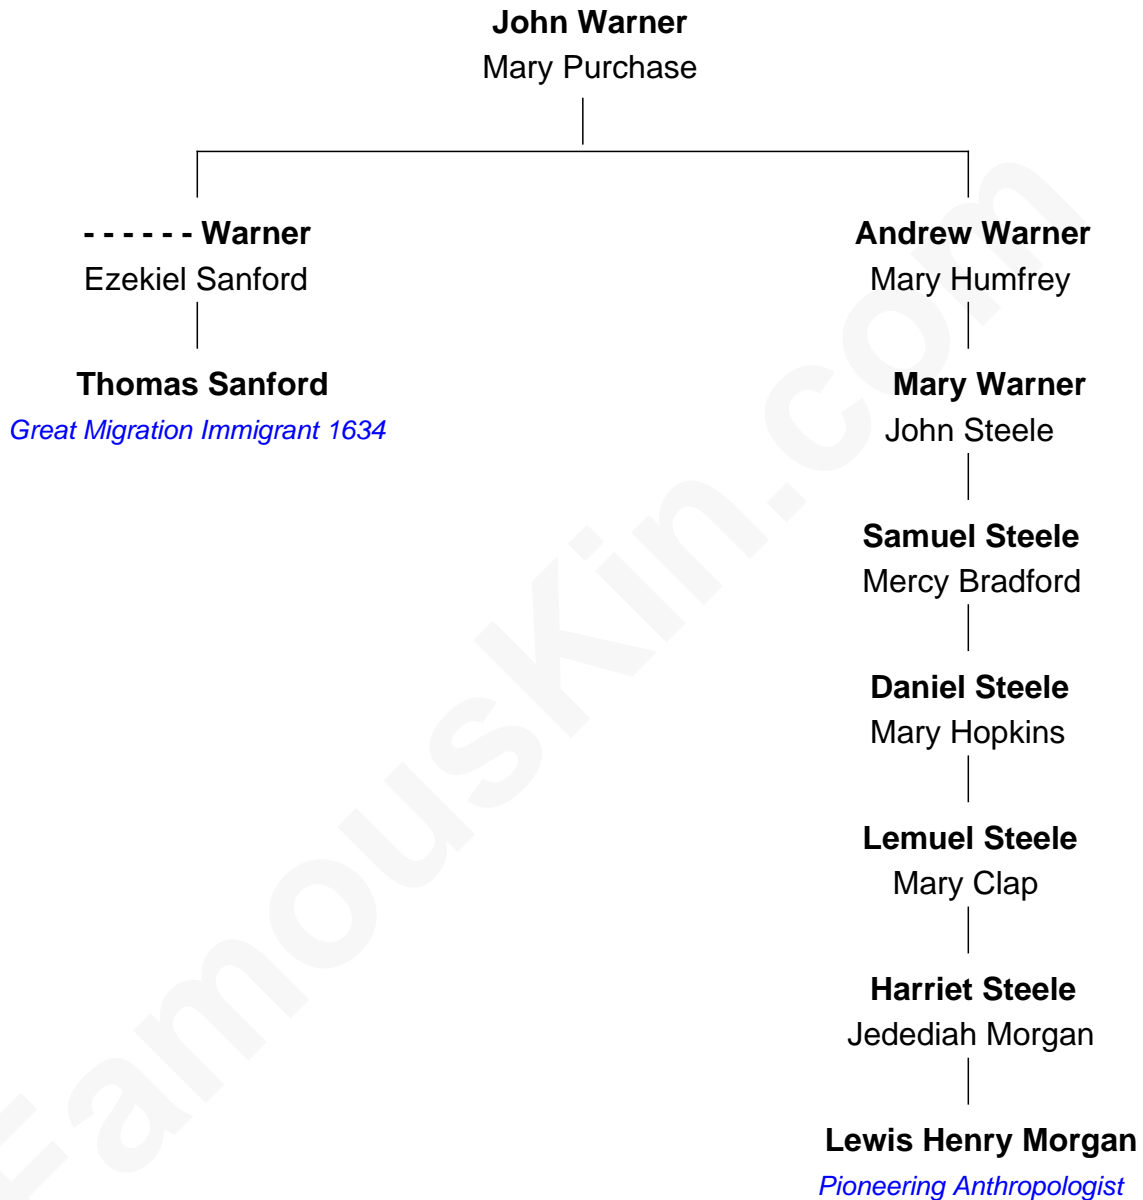 John Warner
Mary Purchase
- - - - - - Warner
Ezekiel Sanford
Andrew Warner
Mary Humfrey
Thomas Sanford
Great Migration Immigrant 1634
Mary Warner
John Steele
Samuel Steele
Mercy Bradford
Daniel Steele
Mary Hopkins
Lemuel Steele
Mary Clap
Harriet Steele
Jedediah Morgan
Lewis Henry Morgan
Pioneering Anthropologist
FamousKin.com